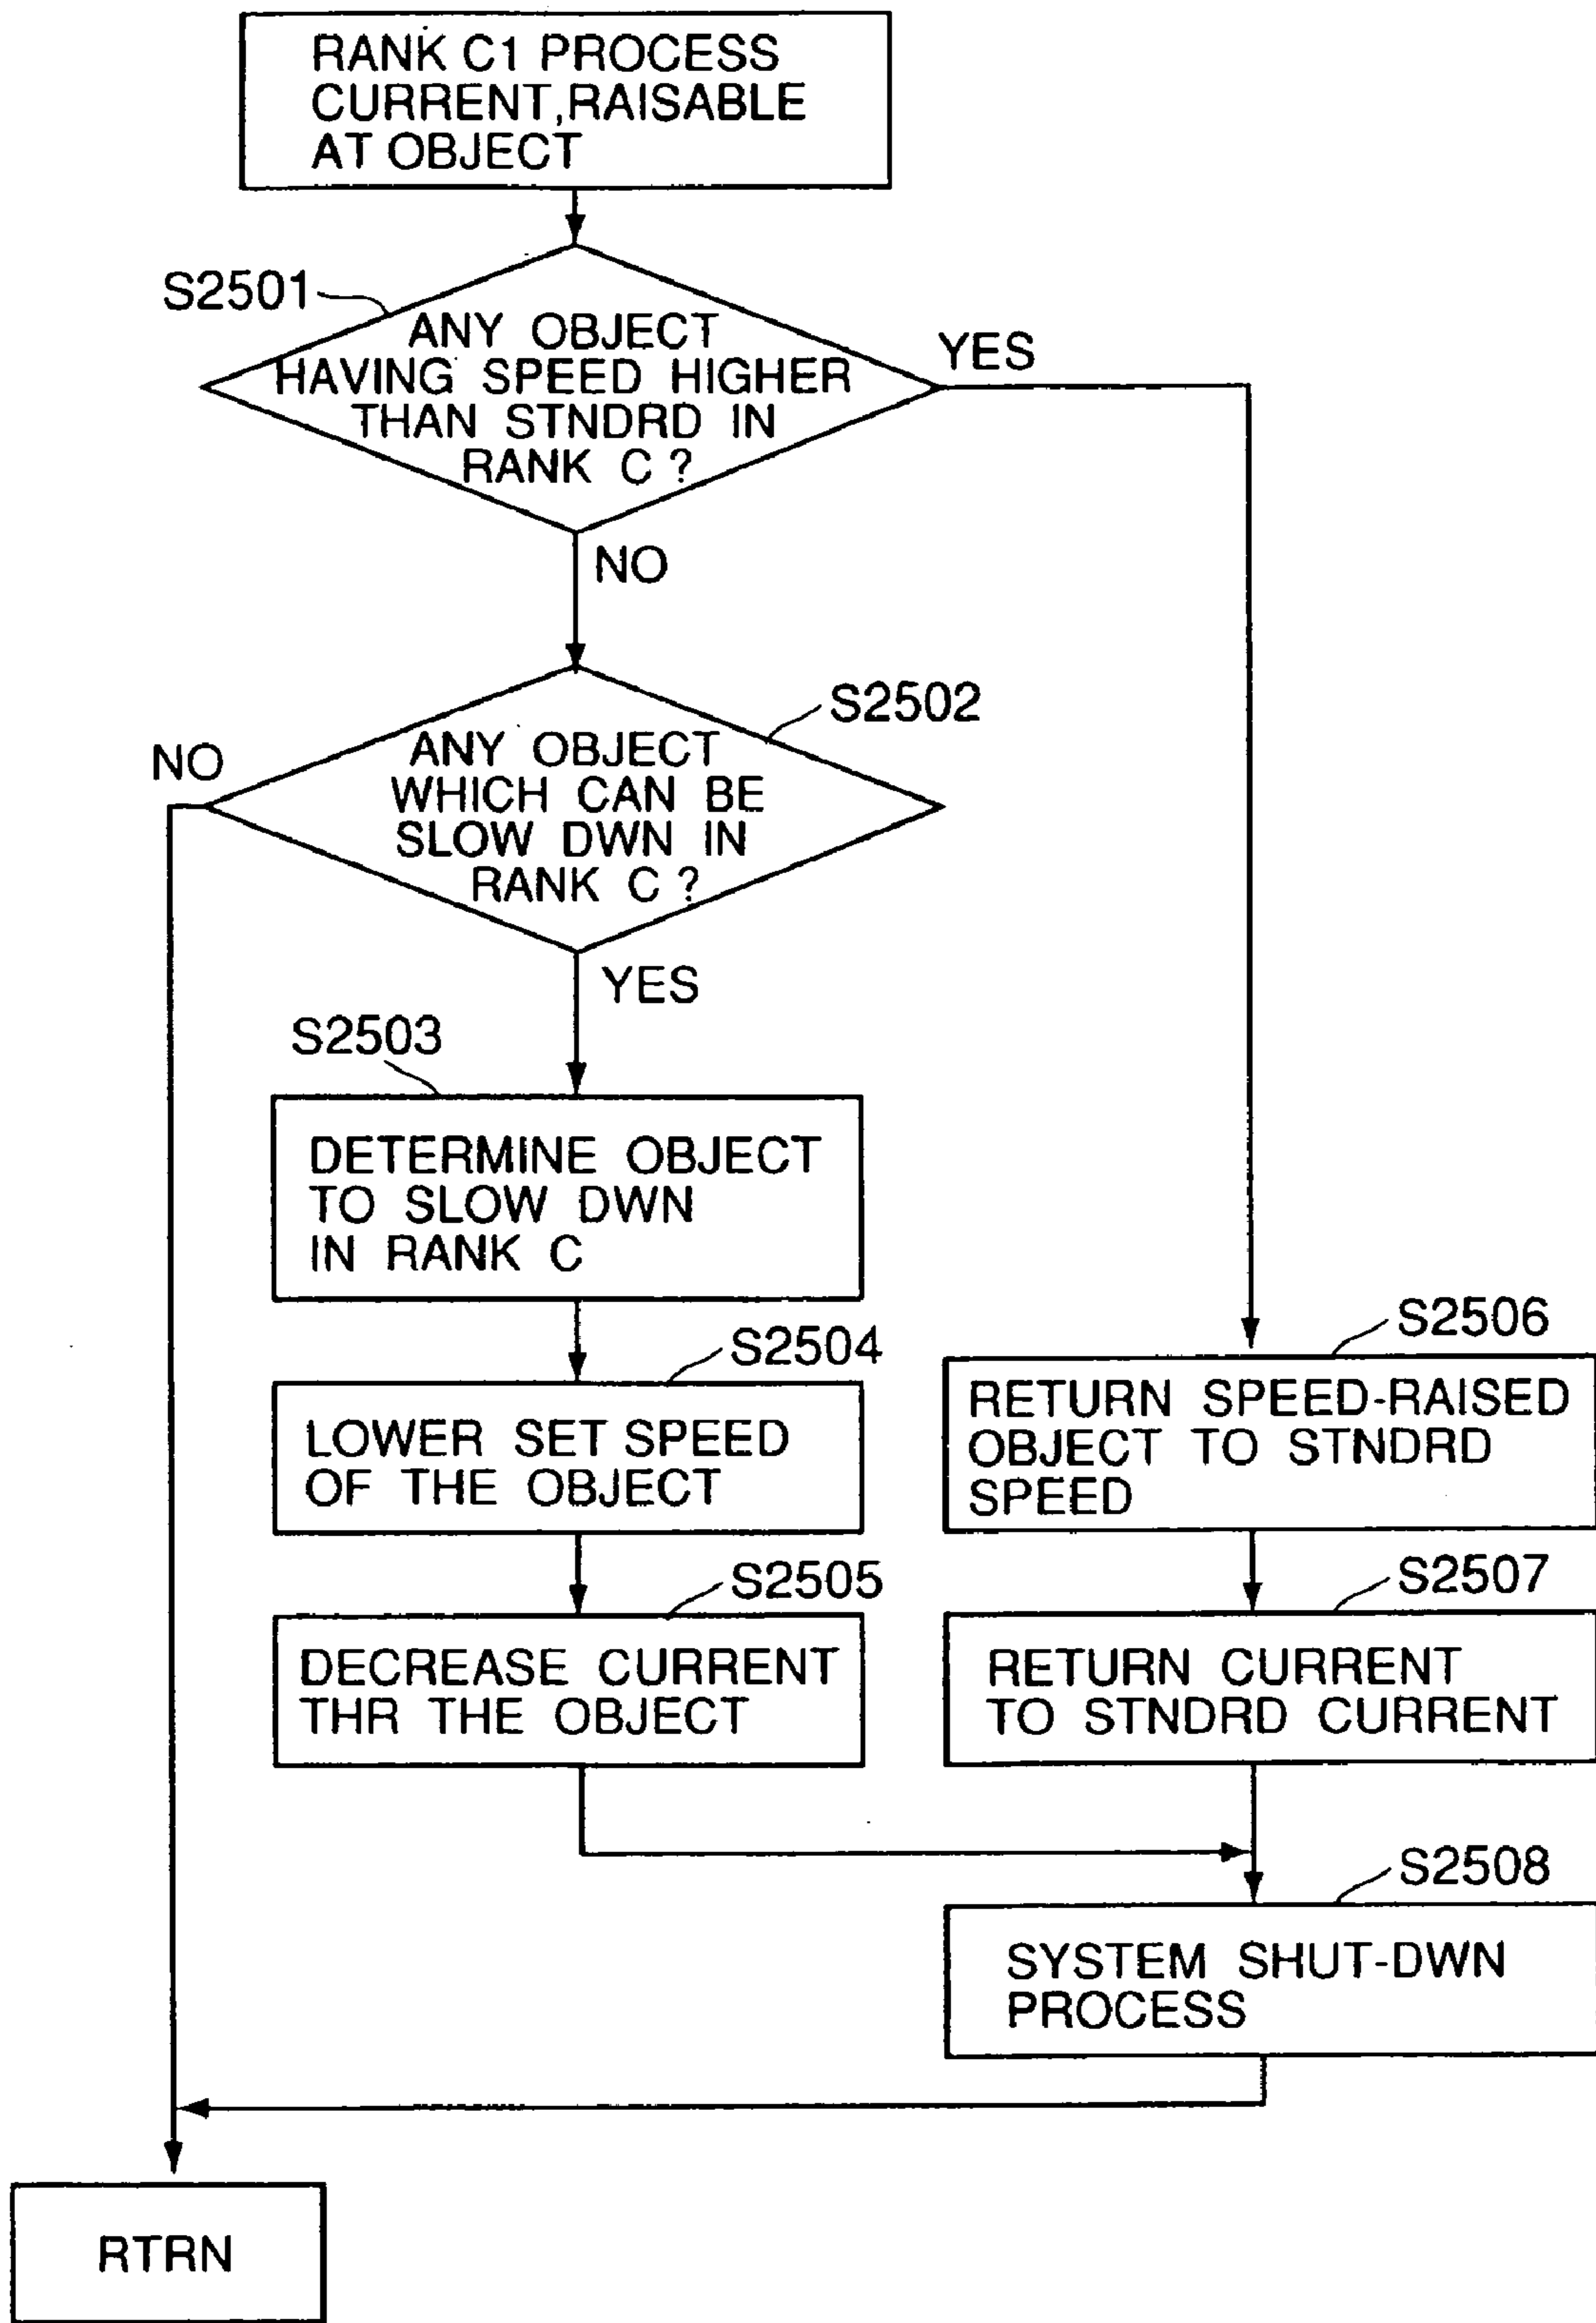 RANK C1 PROCESS
CURRENT,RAISABLE
AT OBJECT
S2501
ANY OBJECT
HAVING SPEED HIGHER
THAN STNDRD IN
RANK C ?
YES
NO
S2502
NO
ANY OBJECT
WHICH CAN BE
SLOW DWN IN
RANK C ?
YES
S2503
DETERMINE OBJECT
TO SLOW DWN
IN RANK C
S2504
LOWER SET SPEED
OF THE OBJECT
S2505
DECREASE CURRENT
THR THE OBJECT
S2506
RETURN SPEED-RAISED
OBJECT TO STNDRD
SPEED
S2507
RETURN CURRENT
TO STNDRD CURRENT
S2508
SYSTEM SHUT-DWN
PROCESS
RTRN